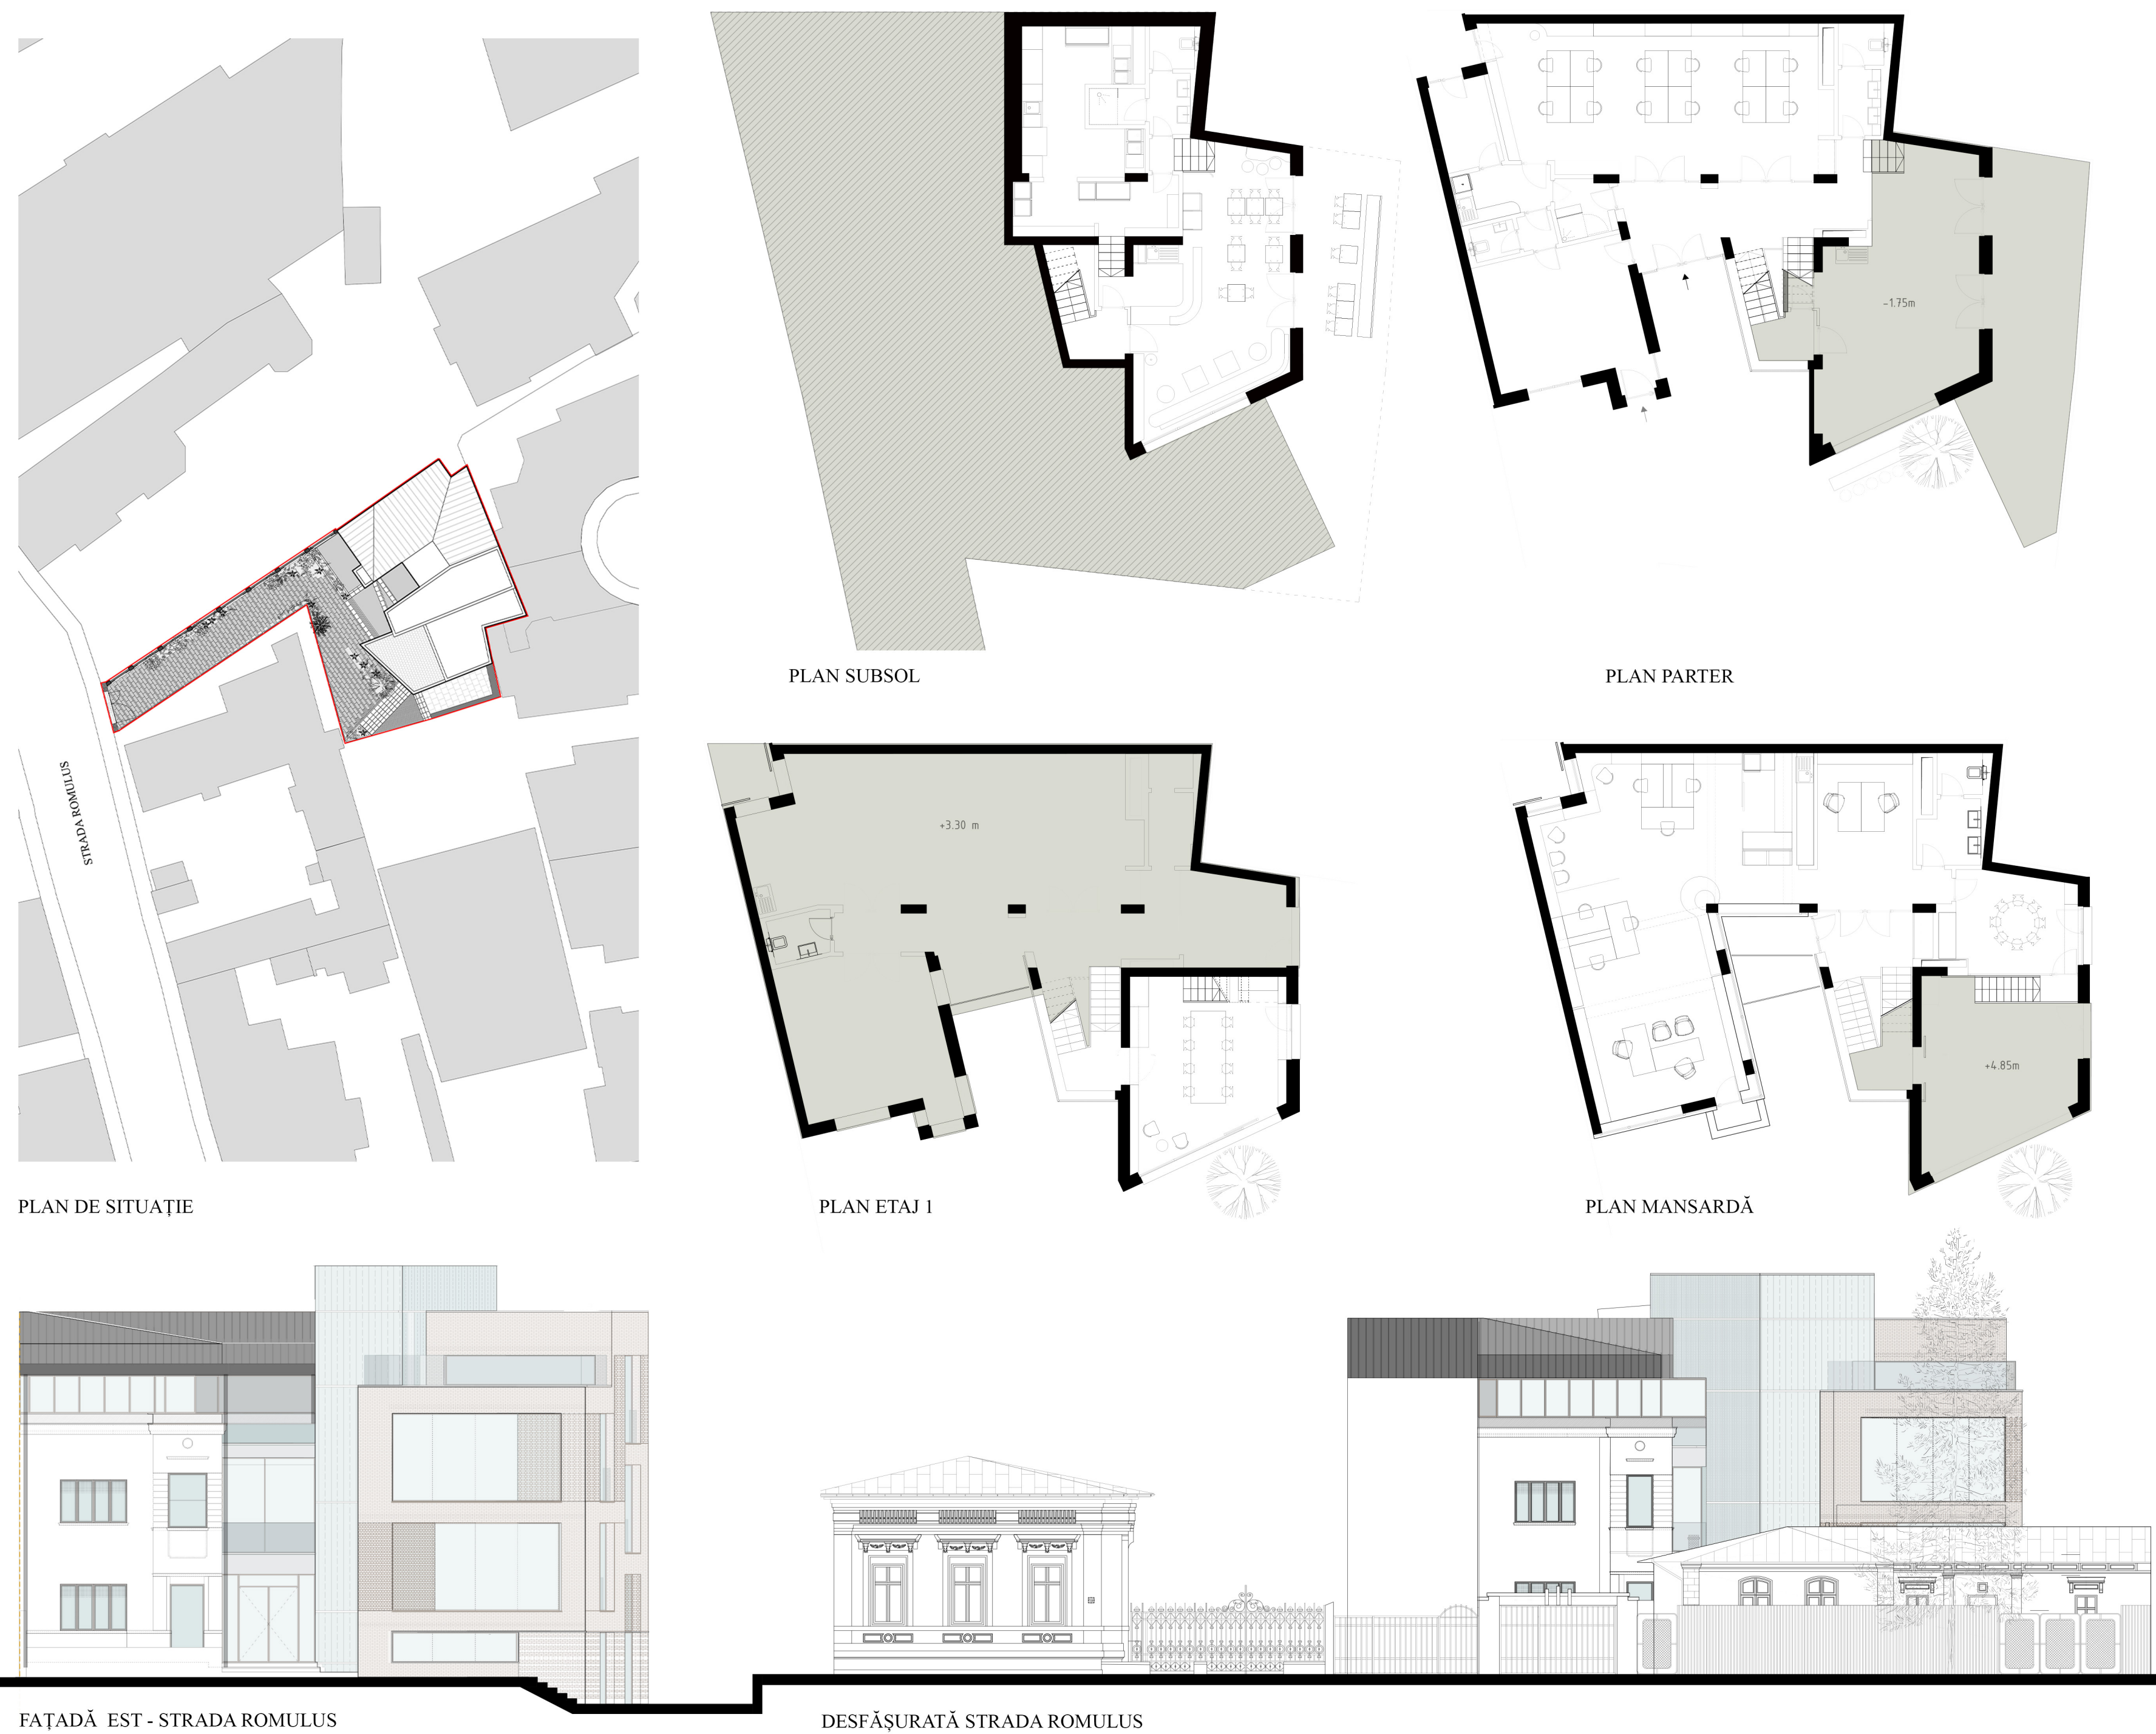 PLAN SUBSOL
-1.75m
PLAN PARTER
STRADA ROMULUS
PLAN DE SITUAȚIE
+3.30 m
PLAN ETAJ 1
+4.85m
PLAN MANSARDĂ
FAȚADĂ EST - STRADA ROMULUS
DESFĂȘURATĂ STRADA ROMULUS